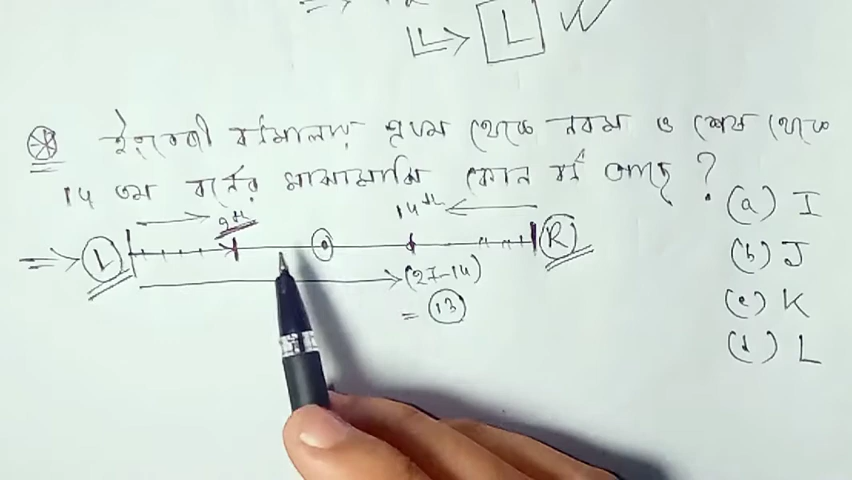 => L
ইংরেজী বর্ণমালায় প্রথম থেকে নবম ও শেষ থেকে
14 তম বর্ণের মাঝামাঝি কোন বর্ণ আছে ?
(a) I
(b) J
(c) K
(d) L
9th 14th
=> L R
(27-14)
= 13